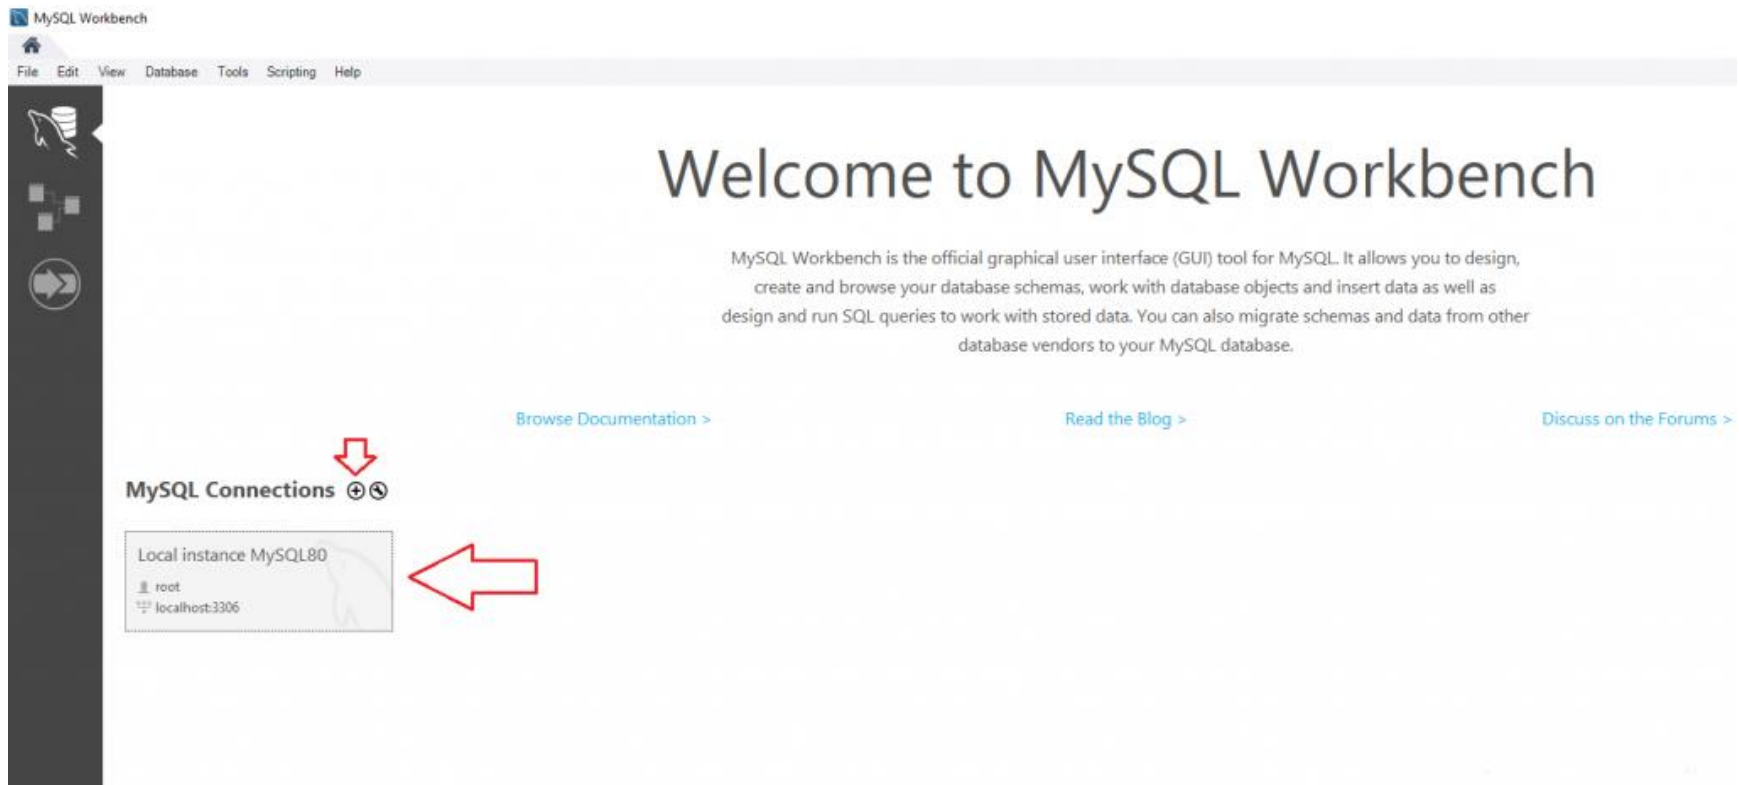 MySQL Workbench
File Edit View Database Tools Scripting Help
Welcome to MySQL Workbench
MySQL Workbench is the official graphical user interface (GUI) tool for MySQL. It allows you to design,
create and browse your database schemas, work with database objects and insert data as well as
design and run SQL queries to work with stored data. You can also migrate schemas and data from other
database vendors to your MySQL database.
Browse Documentation > Read the Blog > Discuss on the Forums >
MySQL Connections
Local instance MySQL80
root
localhost:3306